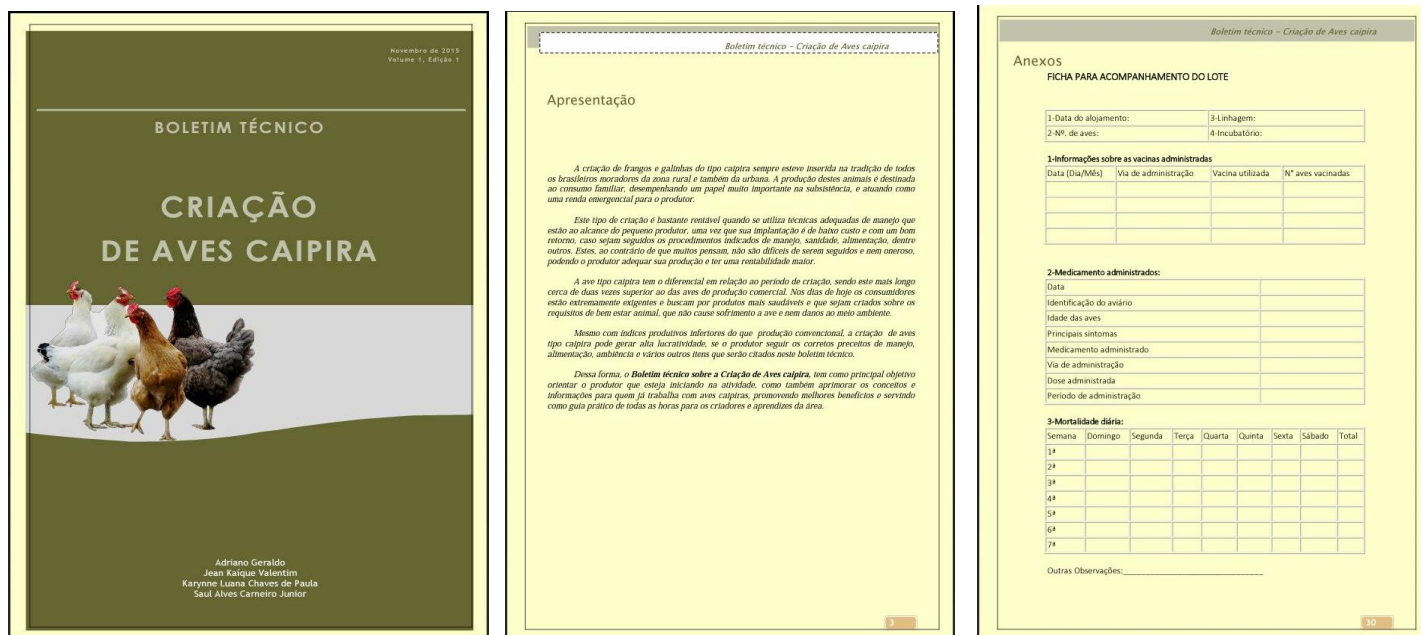 Novembro de 2015
Volume 1, Edição 1
BOLETIM TÉCNICO
CRIAÇÃO
DE AVES CAIPIRA
Adriano Geraldo
Jean Kaique Valentim
Karynne Luana Chaves de Paula
Saul Alves Carneiro Junior
Boletim técnico – Criação de Aves caipira
Apresentação
A criação de frangos e galinhas do tipo caipira sempre esteve inserida na tradição de todos
os brasileiros moradores da zona rural e também da urbana. A produção destes animais é destinada
ao consumo familiar, desempenhando um papel muito importante na subsistência, e atuando como
uma renda emergencial para o produtor.
Este tipo de criação é bastante rentável quando se utiliza técnicas adequadas de manejo que
estão ao alcance do pequeno produtor, uma vez que sua implantação é de baixo custo e com um bom
retorno, caso sejam seguidos os procedimentos indicados de manejo, sanidade, alimentação, dentre
outros. Estes, ao contrário de que muitos pensam, não são difíceis de serem seguidos e nem oneroso,
podendo o produtor adequar sua produção e ter uma rentabilidade maior.
A ave tipo caipira tem o diferencial em relação ao período de criação, sendo este mais longo
cerca de duas vezes superior ao das aves de produção comercial. Nos dias de hoje os consumidores
estão extremamente exigentes e buscam por produtos mais saudáveis e que sejam criados sobre os
requisitos de bem estar animal, que não cause sofrimento a ave e nem danos ao meio ambiente.
Mesmo com índices produtivos inferiores do que produção convencional, a criação de aves
tipo caipira pode gerar alta lucratividade, se o produtor seguir os corretos preceitos de manejo,
alimentação, ambiência e vários outros itens que serão citados neste boletim técnico.
Dessa forma, o Boletim técnico sobre a Criação de Aves caipira, tem como principal objetivo
orientar o produtor que esteja iniciando na atividade, como também aprimorar os conceitos e
informações para quem já trabalha com aves caipiras, promovendo melhores benefícios e servindo
como guia prático de todas as horas para os criadores e aprendizes da área.
3
Boletim técnico – Criação de Aves caipira
Anexos
FICHA PARA ACOMPANHAMENTO DO LOTE
1-Data do alojamento: 3-Linhagem:
2-Nº. de aves: 4-Incubatório:
1-Informações sobre as vacinas administradas
Data (Dia/Mês) Via de administração Vacina utilizada N° aves vacinadas
2-Medicamento administrados:
Data
Identificação do aviário
Idade das aves
Principais sintomas
Medicamento administrado
Via de administração
Dose administrada
Período de administração
3-Mortalidade diária:
Semana Domingo Segunda Terça Quarta Quinta Sexta Sábado Total
1ª
2ª
3ª
4ª
5ª
6ª
7ª
Outras Observações:______________________________
30